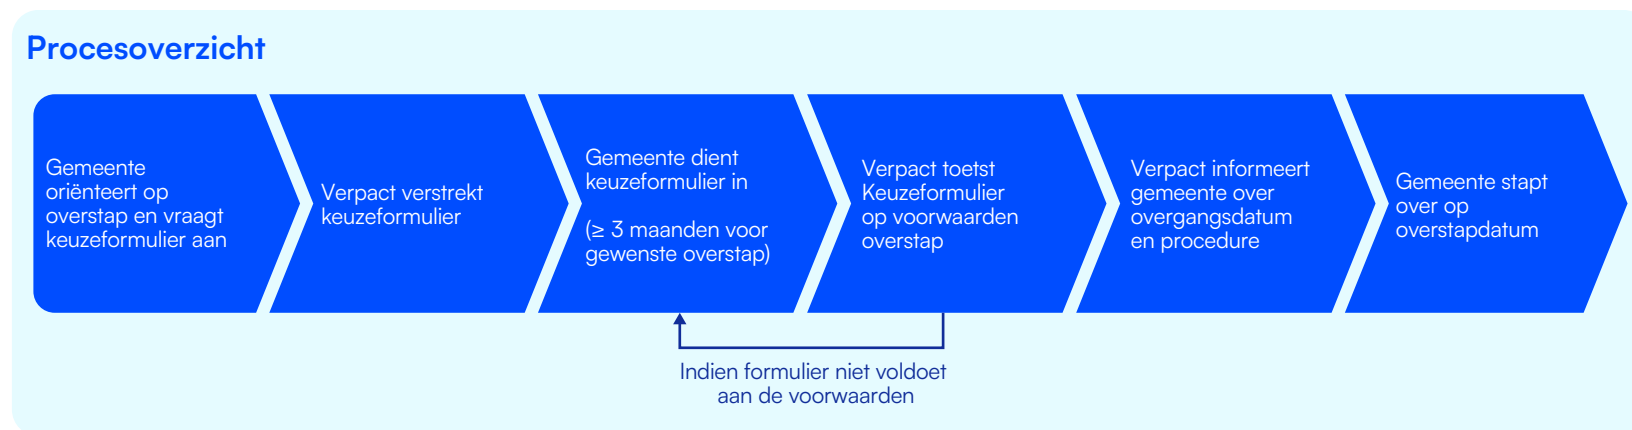 Procesoverzicht
Gemeente
oriënteert op
overstap en vraagt
keuzeformulier aan
Verpact verstrekt
keuzeformulier
Gemeente dient
keuzeformulier in
(≥ 3 maanden voor
gewenste overstap)
Verpact toetst
Keuzeformulier
op voorwaarden
overstap
Verpact informeert
gemeente over
overgangsdatum
en procedure
Gemeente stapt
over op
overstapdatum
Indien formulier niet voldoet
aan de voorwaarden